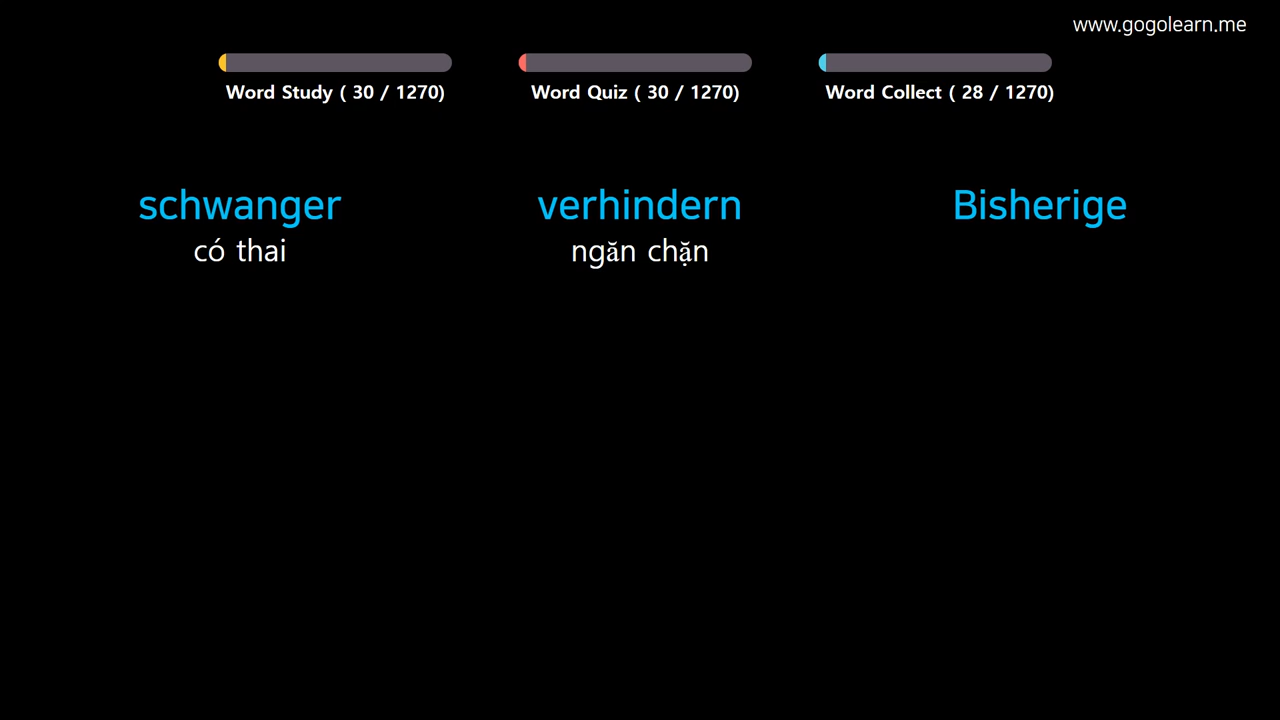 www.gogolearn.me
Word Study ( 30 / 1270)
Word Quiz ( 30 / 1270)
Word Collect ( 28 / 1270)
schwanger
có thai
verhindern
ngăn chặn
Bisherige